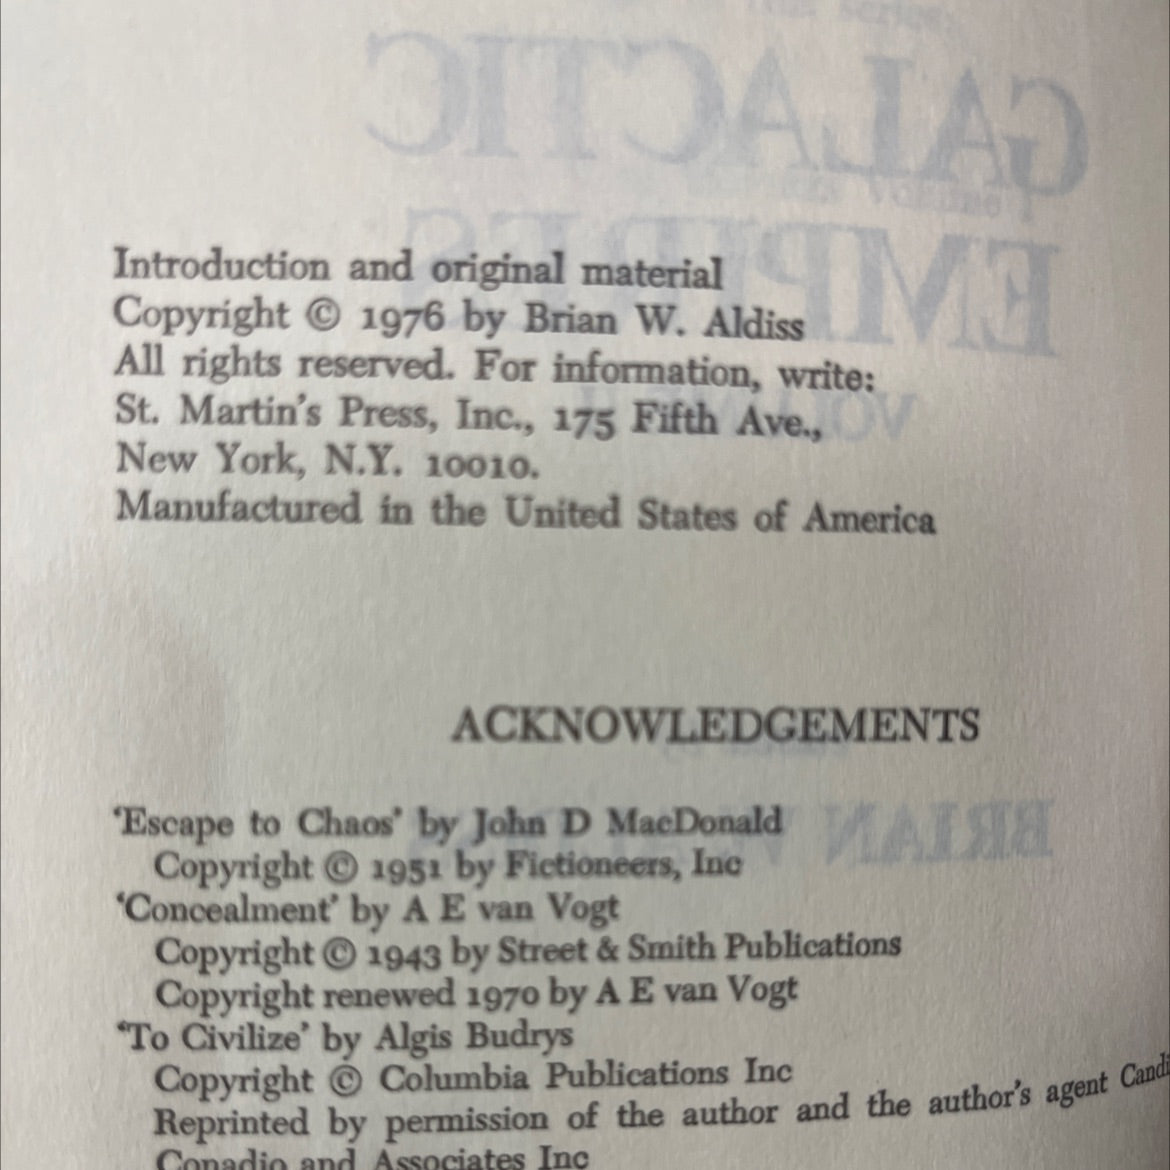 Introduction and original material
Copyright © 1976 by Brian W. Aldiss
All rights reserved. For information, write:
St. Martin's Press, Inc., 175 Fifth Ave.,
New York, N.Y. 10010.
Manufactured in the United States of America
ACKNOWLEDGEMENTS
'Escape to Chaos' by John D MacDonald
Copyright © 1951 by Fictioneers, Inc
'Concealment' by A E van Vogt
Copyright © 1943 by Street & Smith Publications
Copyright renewed 1970 by A E van Vogt
'To Civilize' by Algis Budrys
Copyright © Columbia Publications Inc
Reprinted by permission of the author and the author's agent Candi
Conadio and Associates Inc
GALACTIC
EMPIRES
BRIAN